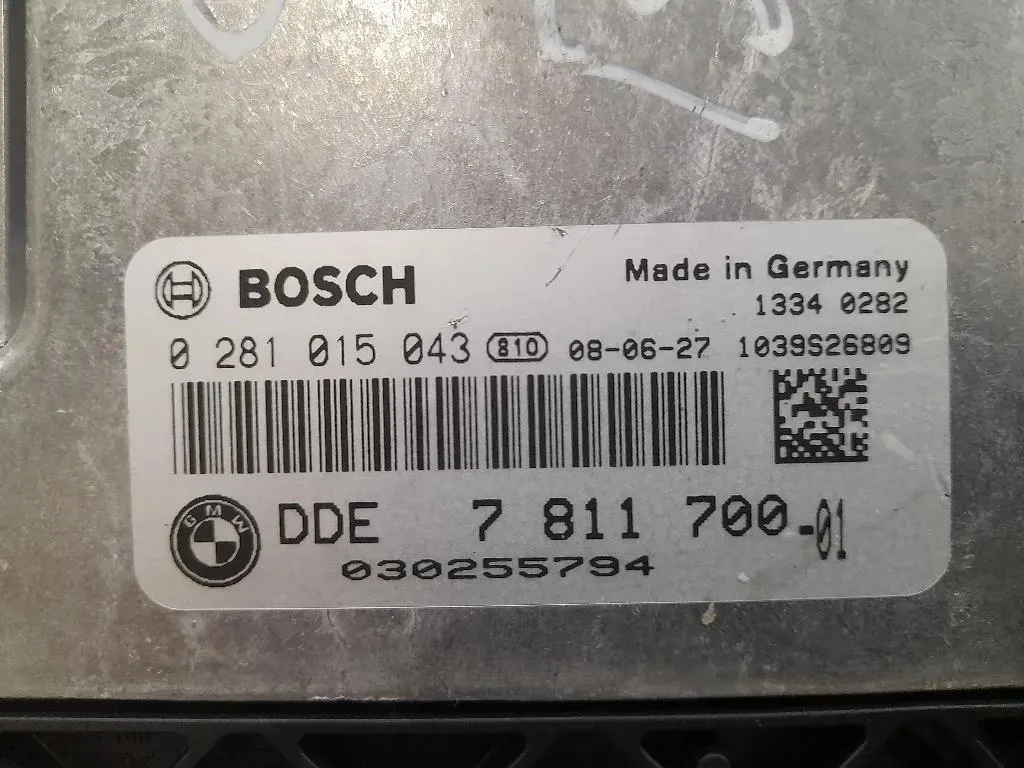 BOSCH
Made in Germany
1334 0282
0 281 015 043 810 08-06-27 1039S26809
BMW DDE 7 811 700-01
030255794